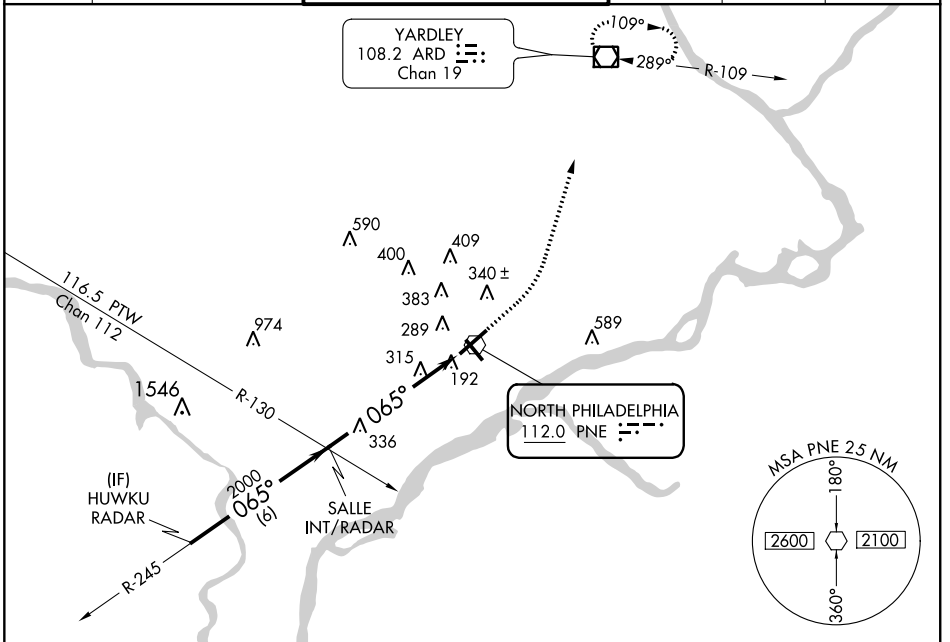 YARDLEY
108.2 ARD
Chan 19
109°
289°
R-109
590
400
409
340 ±
383
289
589
315
192
974
1546
116.5 PTW
Chan 112
R-130
065°
336
NORTH PHILADELPHIA
112.0 PNE
(IF)
HUWKU
RADAR
2000
065°
(6)
SALLE
INT/RADAR
R-245
MSA PNE 25 NM
180°
2600
2100
360°